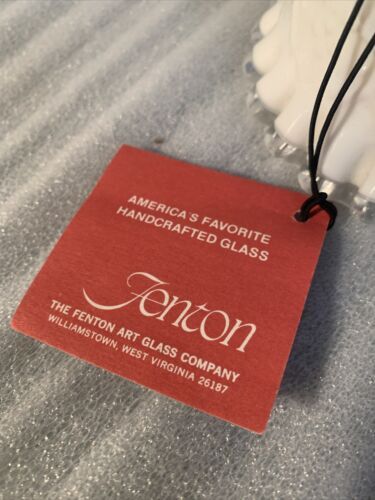 AMERICA'S FAVORITE
HANDCRAFTED GLASS
Fenton
THE FENTON ART GLASS COMPANY
WILLIAMSTOWN, WEST VIRGINIA 26187